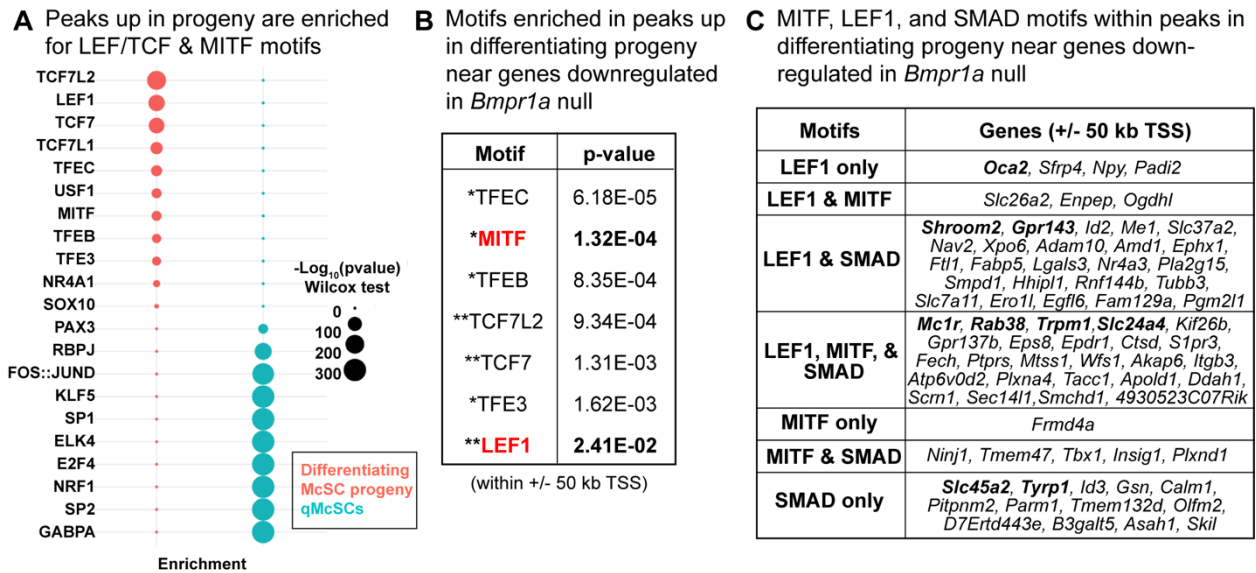 A Peaks up in progeny are enriched
for LEF/TCF & MITF motifs
TCF7L2
LEF1
TCF7
TCF7L1
TFEC
USF1
MITF
TFEB
TFE3
NR4A1
SOX10
PAX3
RBPJ
FOS::JUND
KLF5
SP1
ELK4
E2F4
NRF1
SP2
GABPA
Enrichment
-Log10(pvalue)
Wilcox test
0
100
200
300
Differentiating
McSC progeny
qMcSCs
B Motifs enriched in peaks up
in differentiating progeny
near genes downregulated
in Bmpr1a null
Motif p-value
*TFEC 6.18E-05
*MITF 1.32E-04
*TFEB 8.35E-04
**TCF7L2 9.34E-04
**TCF7 1.31E-03
*TFE3 1.62E-03
**LEF1 2.41E-02
(within +/- 50 kb TSS)
C MITF, LEF1, and SMAD motifs within peaks in
differentiating progeny near genes down-
regulated in Bmpr1a null
Motifs Genes (+/- 50 kb TSS)
LEF1 only Oca2, Sfrp4, Npy, Padi2
LEF1 & MITF Slc26a2, Enpep, Ogdhl
LEF1 & SMAD
Shroom2, Gpr143, Id2, Me1, Slc37a2,
Nav2, Xpo6, Adam10, Amd1, Ephx1,
Ftl1, Fabp5, Lgals3, Nr4a3, Pla2g15,
Smpd1, Hhipl1, Rnf144b, Tubb3,
Slc7a11, Ero1l, Egfl6, Fam129a, Pgm2l1
LEF1, MITF, &
SMAD
Mc1r, Rab38, Trpm1,Slc24a4, Kif26b,
Gpr137b, Eps8, Epdr1, Ctsd, S1pr3,
Fech, Ptprs, Mtss1, Wfs1, Akap6, Itgb3,
Atp6v0d2, Plxna4, Tacc1, Apold1, Ddah1,
Scrn1, Sec14l1,Smchd1, 4930523C07Rik
MITF only Frmd4a
MITF & SMAD Ninj1, Tmem47, Tbx1, Insig1, Plxnd1
SMAD only
Slc45a2, Tyrp1, Id3, Gsn, Calm1,
Pitpnm2, Parm1, Tmem132d, Olfm2,
D7Ertd443e, B3galt5, Asah1, Skil